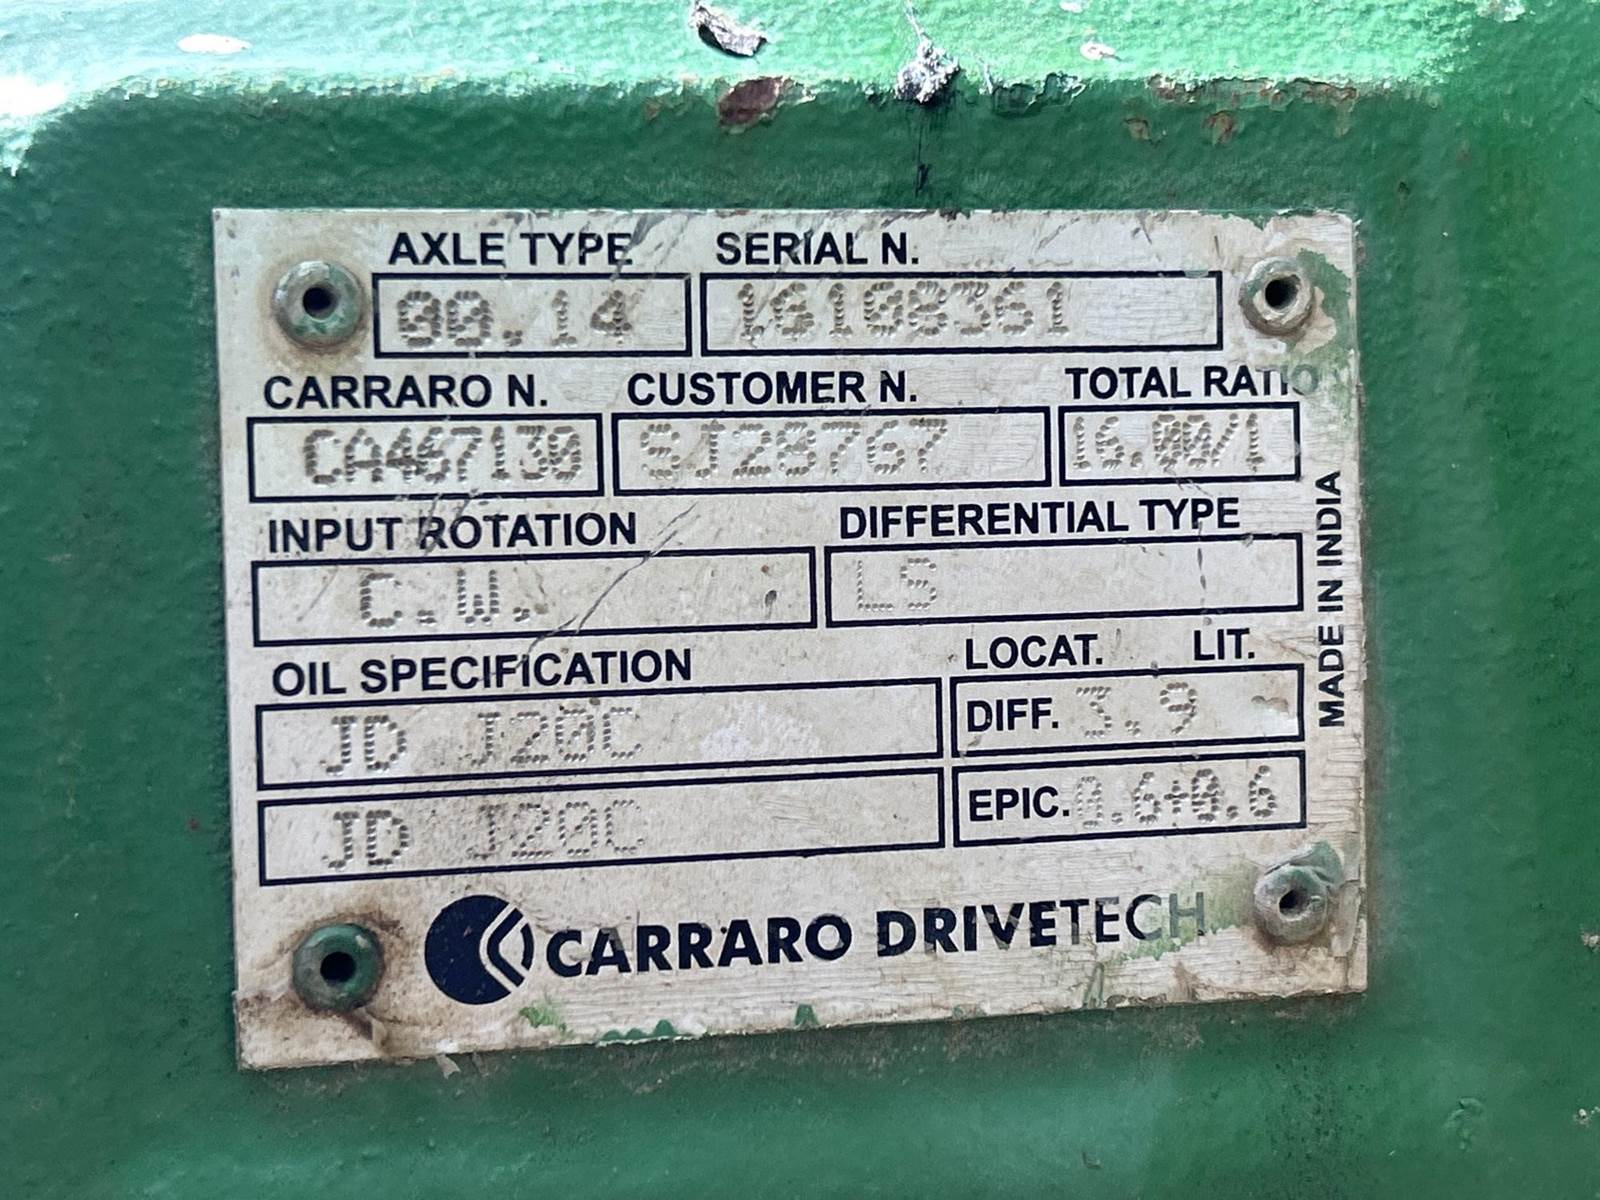 AXLE TYPE SERIAL N.
00.14 16108361
CARRARO N. CUSTOMER N. TOTAL RATIO
CA467130 SJ28767 16.00/1
INPUT ROTATION DIFFERENTIAL TYPE
C.W. LS
OIL SPECIFICATION LOCAT. LIT.
JD J20C DIFF. 3.9
JD J20C EPIC. 0.6+0.6
MADE IN INDIA
CARRARO DRIVETECH